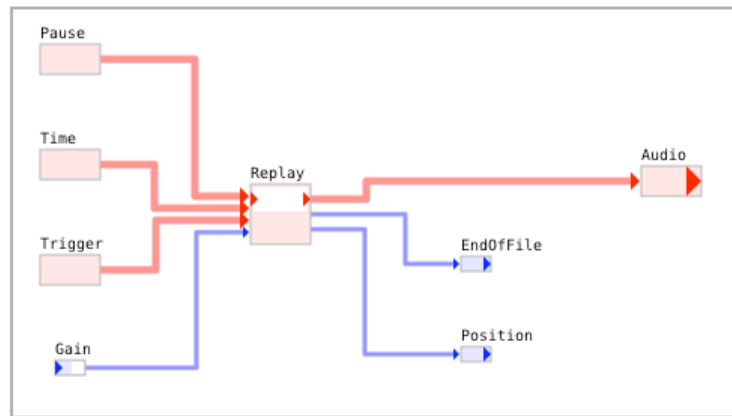 Pause
Time
Replay
Audio
Trigger
EndOfFile
Position
Gain